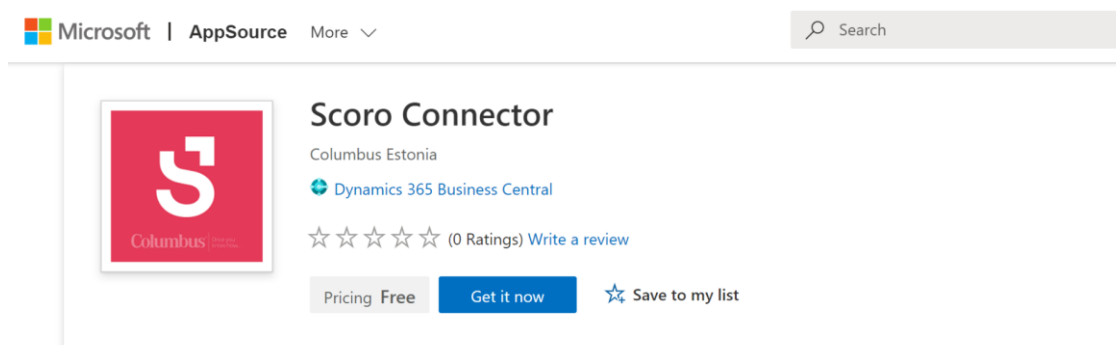 Microsoft | AppSource More Search
Scoro Connector
Columbus Estonia
Dynamics 365 Business Central
(0 Ratings) Write a review
Columbus
Pricing Free Get it now Save to my list